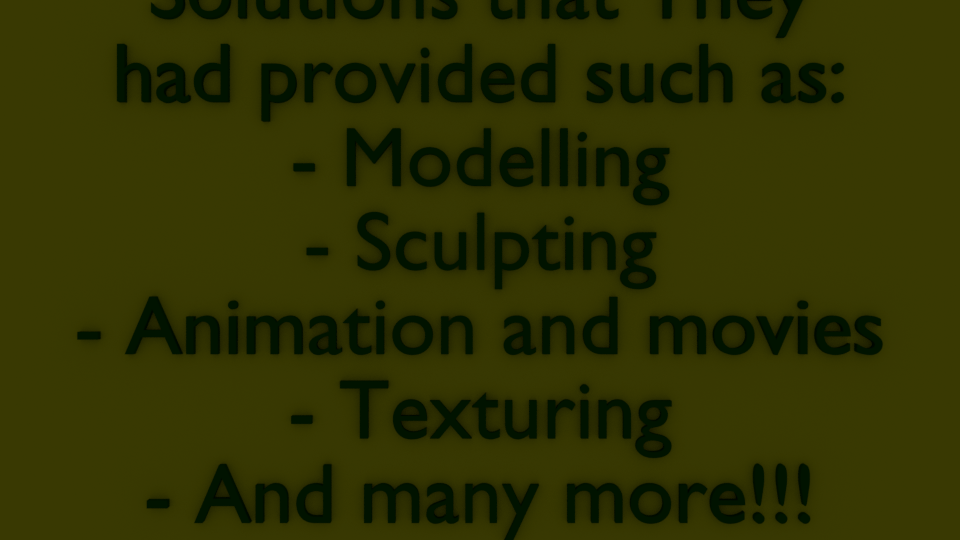 Solutions that They
had provided such as:
- Modelling
- Sculpting
- Animation and movies
- Texturing
- And many more!!!